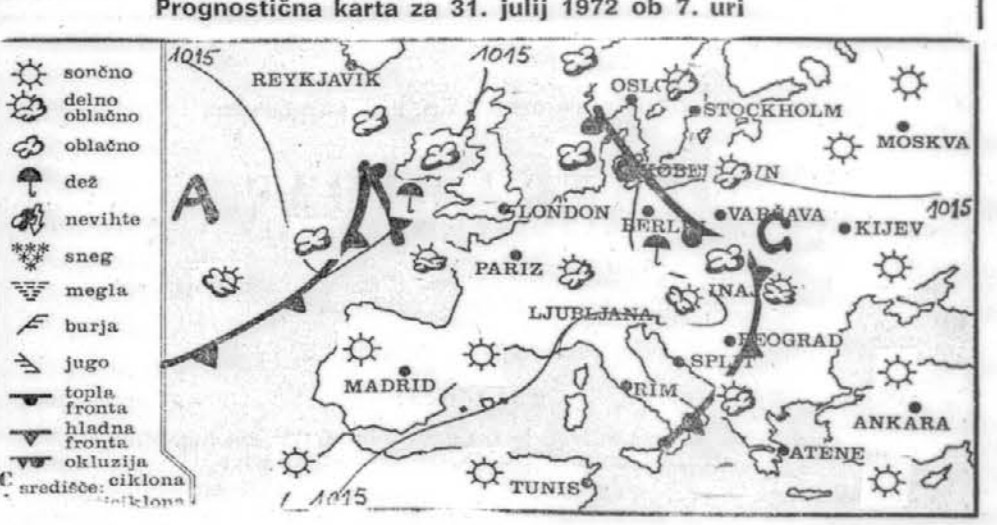 Prognostična karta za 31. julij 1972 ob 7. uri
sončno
delno
oblačno
oblačno
dež
nevihte
sneg
megla
burja
jugo
topla
fronta
hladna
fronta
okluzija
C središče: ciklona
1015
1015
REYKJAVIK
OSLO
STOCKHOLM
MOSKVA
A
LONDON
BERL
VARŠAVA
1015
C
KIJEV
PARIZ
LJUBLJANA
BEOGRAD
SPLIT
MADRID
RIM
ANKARA
ATENE
1015
TUNIS